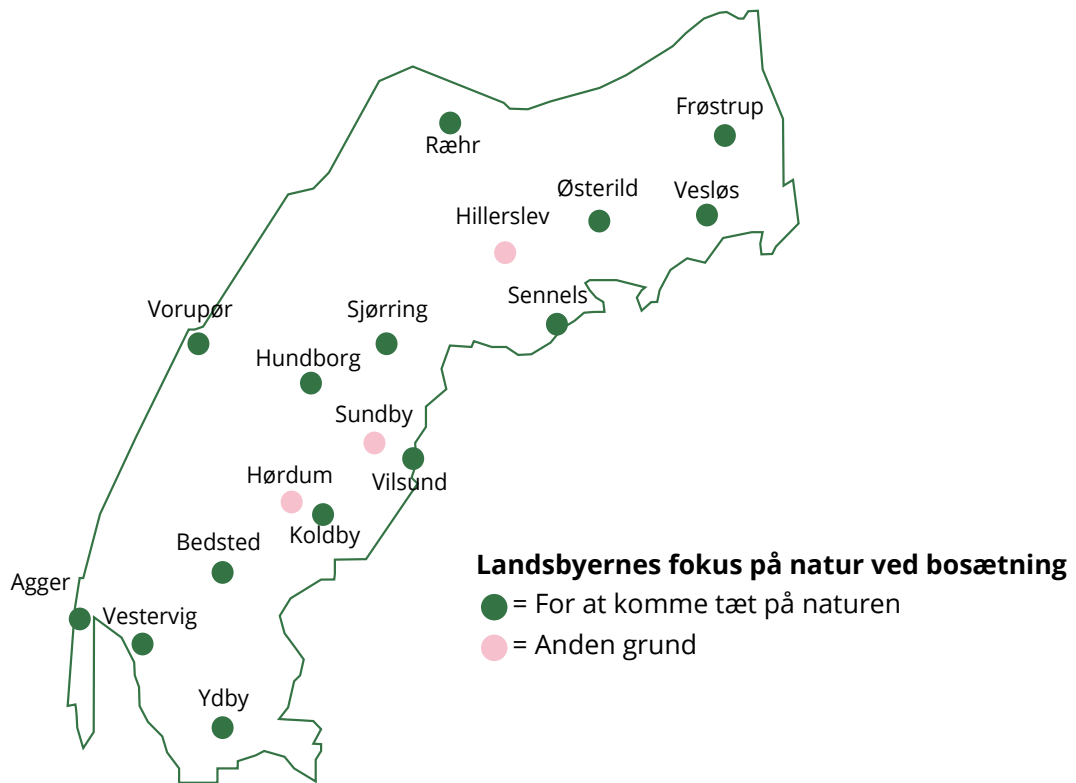 Frøstrup
Ræhr
Østerild
Vesløs
Hillerslev
Sennels
Vorupør
Sjørring
Hundborg
Sundby
Hørdum
Vilsund
Koldby
Bedsted
Agger
Vestervig
Ydby
Landsbyernes fokus på natur ved bosætning
= For at komme tæt på naturen
= Anden grund